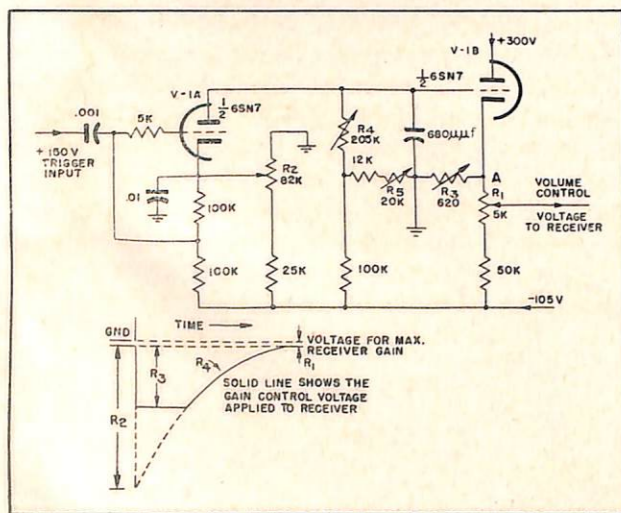 +300V
V-1A
½ 6SN7
½ 6SN7
.001
5K
R4
205K
680μμf
+150V
TRIGGER
INPUT
R2
82K
12K
R5
20K
R3
620
A
R1
5K
VOLUME
CONTROL
VOLTAGE
TO RECEIVER
V-1B
.01
100K
100K
25K
100K
50K
-105V
TIME
GND
VOLTAGE FOR MAX.
RECEIVER GAIN
R1
R2
R3
R4
SOLID LINE SHOWS THE
GAIN CONTROL VOLTAGE
APPLIED TO RECEIVER